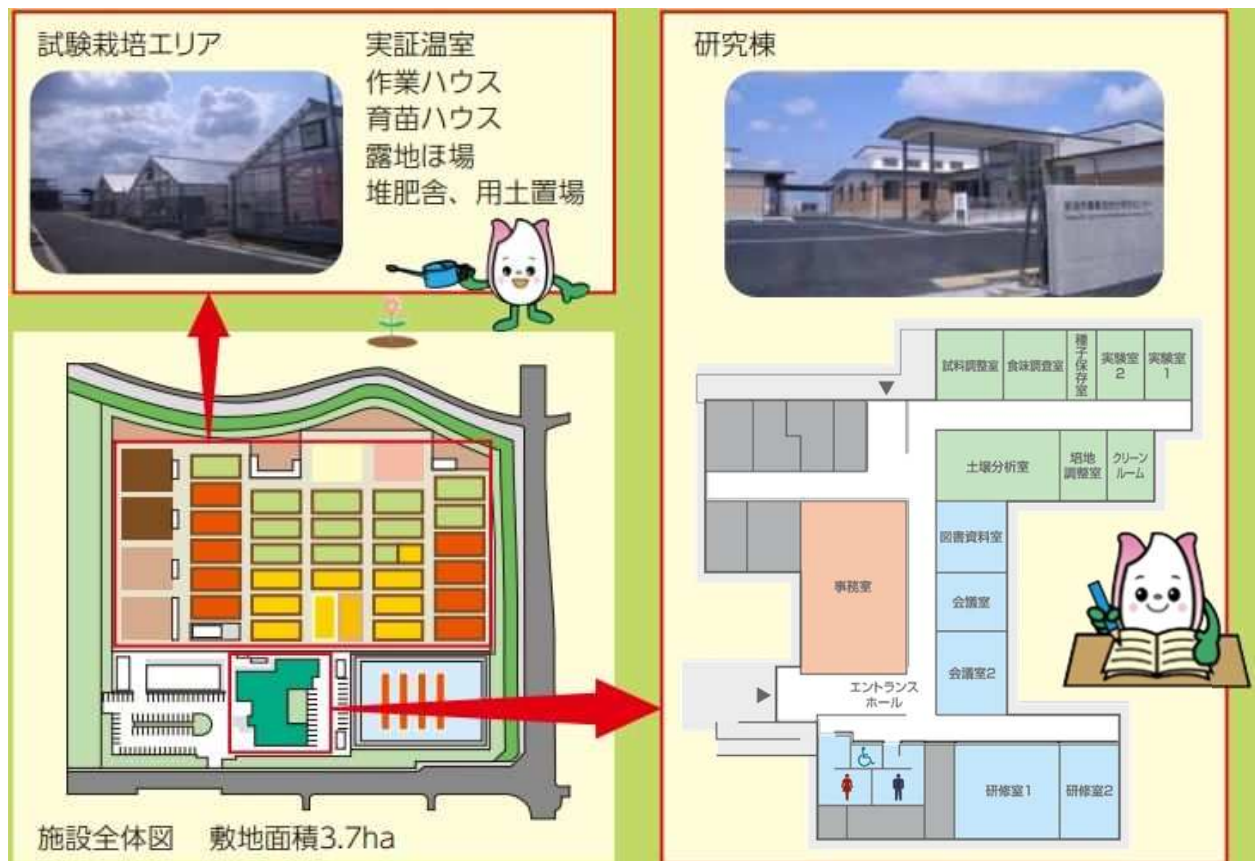 試験栽培エリア
実証温室
作業ハウス
育苗ハウス
露地ほ場
堆肥舎、用土置場
施設全体図　敷地面積3.7ha
研究棟
試料調整室
食味調査室
種子保存室
実験室
2
実験室
1
土壌分析室
培地
調整室
クリーン
ルーム
図書資料室
事務室
会議室
会議室2
エントランス
ホール
研修室1
研修室2